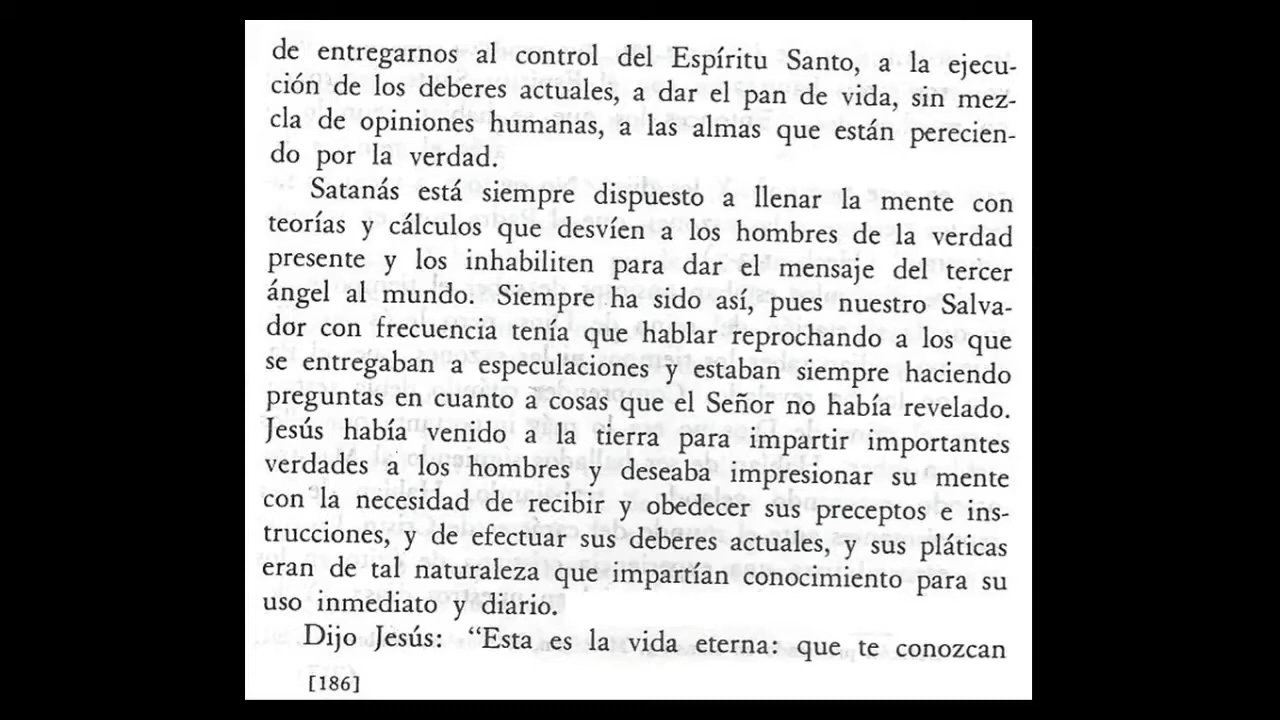 de entregarnos al control del Espíritu Santo, a la ejecu-
ción de los deberes actuales, a dar el pan de vida, sin mez-
cla de opiniones humanas, a las almas que están perecien-
do por la verdad.
Satanás está siempre dispuesto a llenar la mente con
teorías y cálculos que desvíen a los hombres de la verdad
presente y los inhabiliten para dar el mensaje del tercer
ángel al mundo. Siempre ha sido así, pues nuestro Salva-
dor con frecuencia tenía que hablar reprochando a los que
se entregaban a especulaciones y estaban siempre haciendo
preguntas en cuanto a cosas que el Señor no había revelado.
Jesús había venido a la tierra para impartir importantes
verdades a los hombres y deseaba impresionar su mente
con la necesidad de recibir y obedecer sus preceptos e ins-
trucciones, y de efectuar sus deberes actuales, y sus pláticas
eran de tal naturaleza que impartían conocimiento para su
uso inmediato y diario.
Dijo Jesús: “Esta es la vida eterna: que te conozcan
[186]